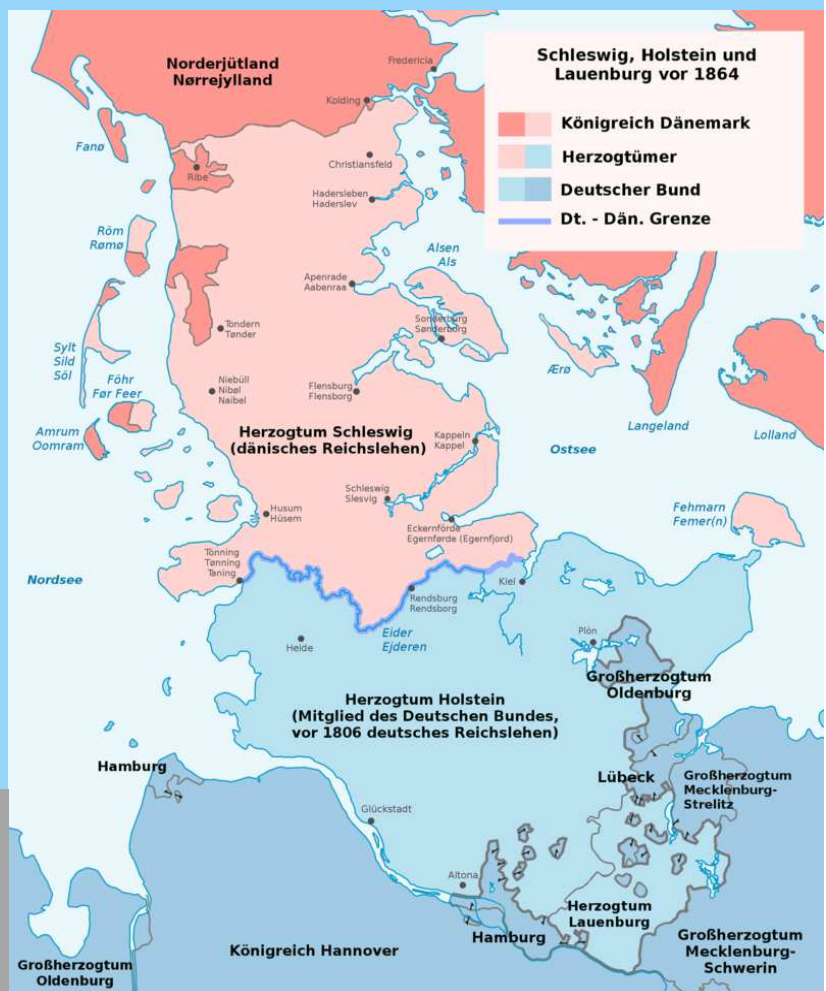 Schleswig, Holstein und
Lauenburg vor 1864
Königreich Dänemark
Herzogtümer
Deutscher Bund
Dt. - Dän. Grenze
Norderjütland
Nørrejylland
Fredericia
Kolding
Fanø
Ribe
Christiansfeld
Hadersleben
Haderslev
Röm
Rømø
Alsen
Als
Apenrade
Aabenraa
Sonderburg
Sønderborg
Tondern
Tønder
Sylt
Sild
Söl
Ærø
Niebüll
Nibøl
Naibel
Flensburg
Flensborg
Föhr
Før Feer
Langeland
Lolland
Amrum
Oomram
Herzogtum Schleswig
(dänisches Reichslehen)
Kappeln
Kappel
Ostsee
Schleswig
Slesvig
Husum
Hüsem
Eckernförde
Egernførde (Egernfjord)
Fehmarn
Femer(n)
Tönning
Tønning
Taning
Nordsee
Kiel
Rendsburg
Rendsborg
Eider
Ejderen
Heide
Plön
Großherzogtum
Oldenburg
Herzogtum Holstein
(Mitglied des Deutschen Bundes,
vor 1806 deutsches Reichslehen)
Hamburg
Lübeck
Großherzogtum
Mecklenburg-
Strelitz
Glückstadt
Altona
Herzogtum
Lauenburg
Hamburg
Königreich Hannover
Großherzogtum
Mecklenburg-
Schwerin
Großherzogtum
Oldenburg